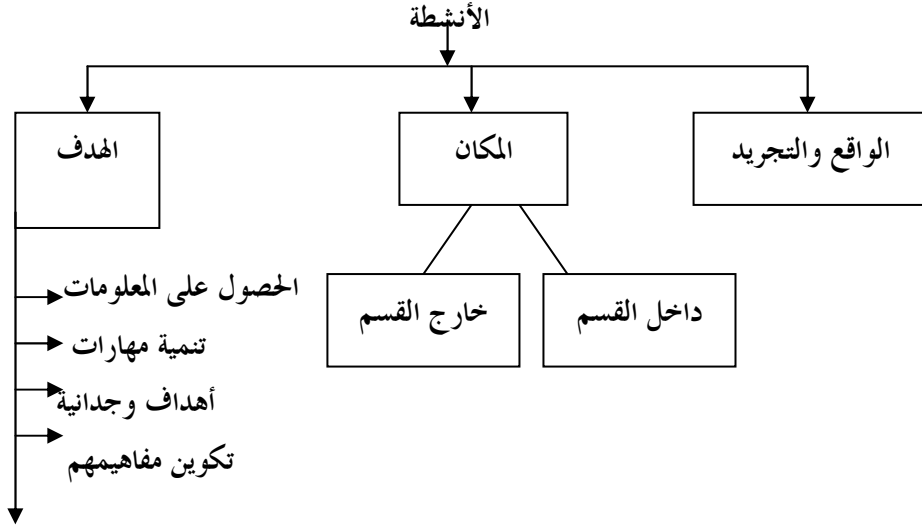 الأنشطة
الواقع والتجريد
المكان
الهدف
داخل القسم
خارج القسم
الحصول على المعلومات
تنمية مهارات
أهداف وجدانية
تكوين مفاهيمهم